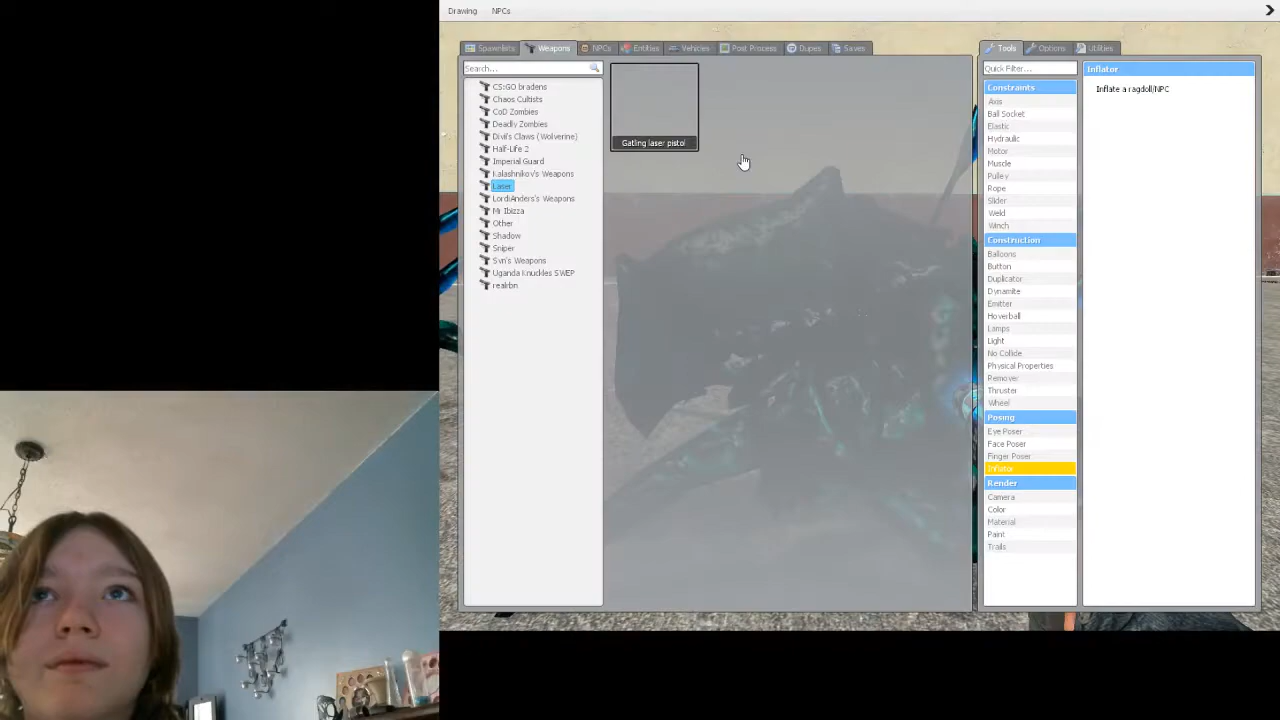 Drawing NPCs
Spawnlists Weapons NPCs Entities Vehicles Post Process Dupes Saves
Search...
CS:GO bradens
Chaos Cultists
CoD Zombies
Deadly Zombies
Divil's Claws (Wolverine)
Half-Life 2
Imperial Guard
Kalashnikov's Weapons
Laser
LordiAnders's Weapons
Mr Ibizza
Other
Shadow
Sniper
Svn's Weapons
Uganda Knuckles SWEP
realrbn
Gatling laser pistol
Tools Options Utilities
Quick Filter...
Constraints
Axis
Ball Socket
Elastic
Hydraulic
Motor
Muscle
Pulley
Rope
Slider
Weld
Winch
Construction
Balloons
Button
Duplicator
Dynamite
Emitter
Hoverball
Lamps
Light
No Collide
Physical Properties
Remover
Thruster
Wheel
Posing
Eye Poser
Face Poser
Finger Poser
Inflator
Render
Camera
Color
Material
Paint
Trails
Inflator
Inflate a ragdoll/NPC